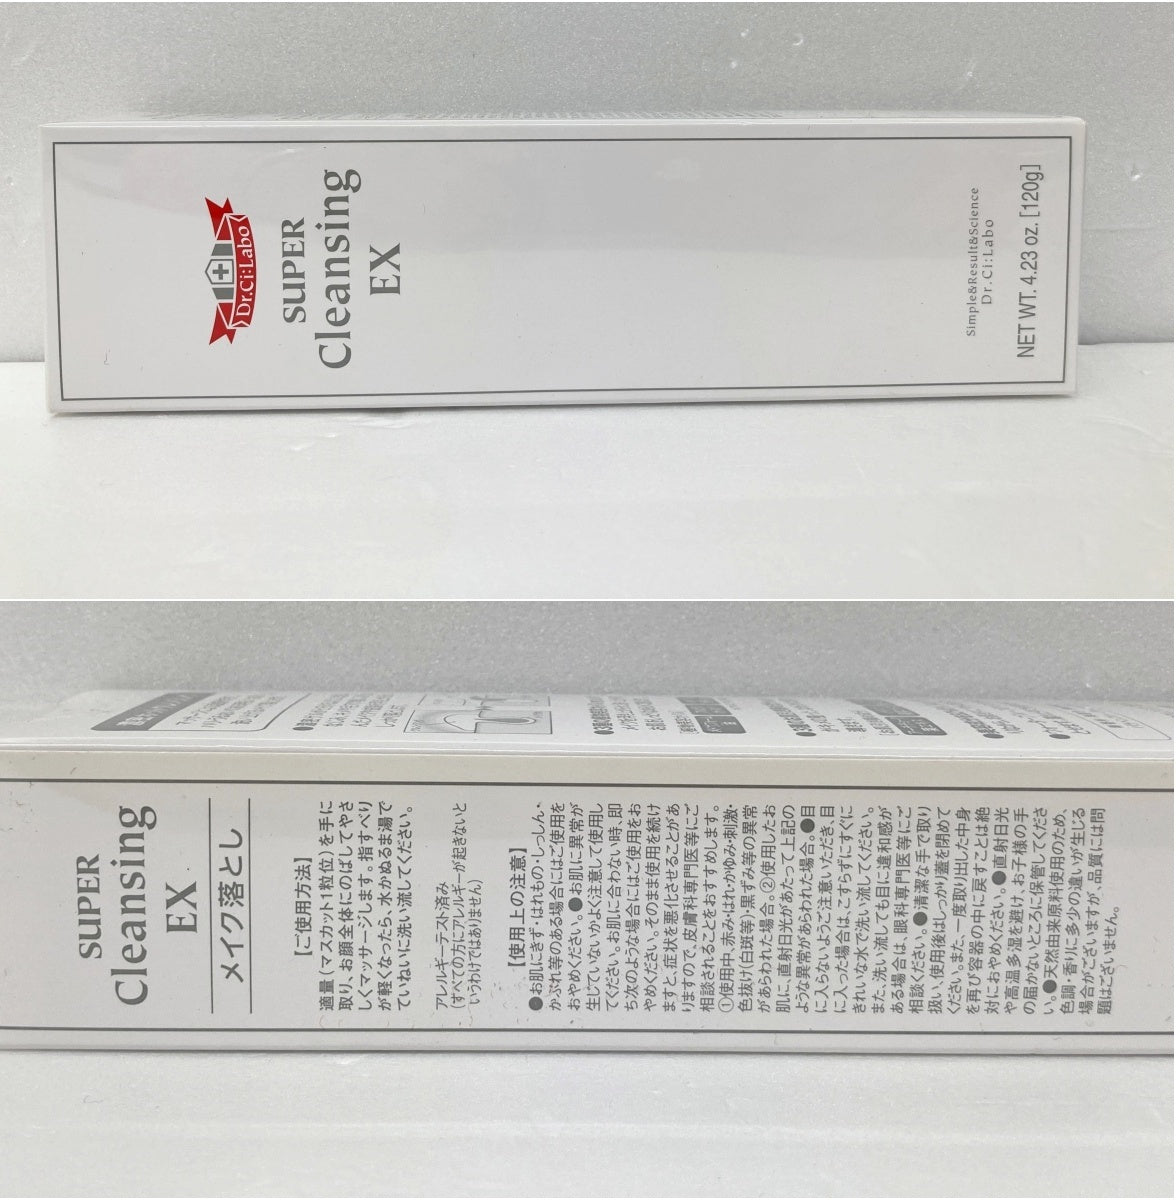 Dr.Ci:Labo
SUPER
Cleansing
EX
Simple&Result&Science
Dr.Ci:Labo
NET WT. 4.23 oz. [120g]
SUPER
Cleansing
EX
メイク落とし
【ご使用方法】
適量(マスカット1粒位)を手に
取り、お顔全体にのばしてやさ
しくマッサージします。指すべり
が軽くなったら、水かぬるま湯で
ていねいに洗い流してください。
アレルギーテスト済み
(すべての方にアレルギーが起きないと
いうわけではありません)
【使用上の注意】
●お肌にきず・はれもの・しっしん・
かぶれ等のある場合にはご使用を
おやめください。●お肌に異常が
生じていないかよく注意して使用し
てください。お肌に合わない時、即
ち次のような場合にはご使用をお
やめください。そのまま使用を続け
ますと、症状を悪化させることがあ
りますので、皮膚科専門医等にご
相談されることをおすすめします。
①使用中、赤み・はれ・かゆみ・刺激・
色抜け(白斑等)・黒ずみ等の異常
があらわれた場合。②使用したお
肌に、直射日光があたって上記の
ような異常があらわれた場合。●目
に入らないようご注意いただき、目
に入った場合は、こすらずにすぐに
きれいな水で洗い流してください。
また、洗い流しても目に違和感が
ある場合は、眼科専門医等にご
相談ください。●清潔な手で取り
扱い、使用後はしっかり蓋を閉めて
ください。また、一度取り出した中身
を再び容器の中に戻すことは絶
対におやめください。●直射日光
や高温多湿を避け、お子様の手
の届かないところに保管してくださ
い。●天然由来原料使用のため、
色調・香りに多少の違いが生じる
場合がございますが、品質には問
題はございません。